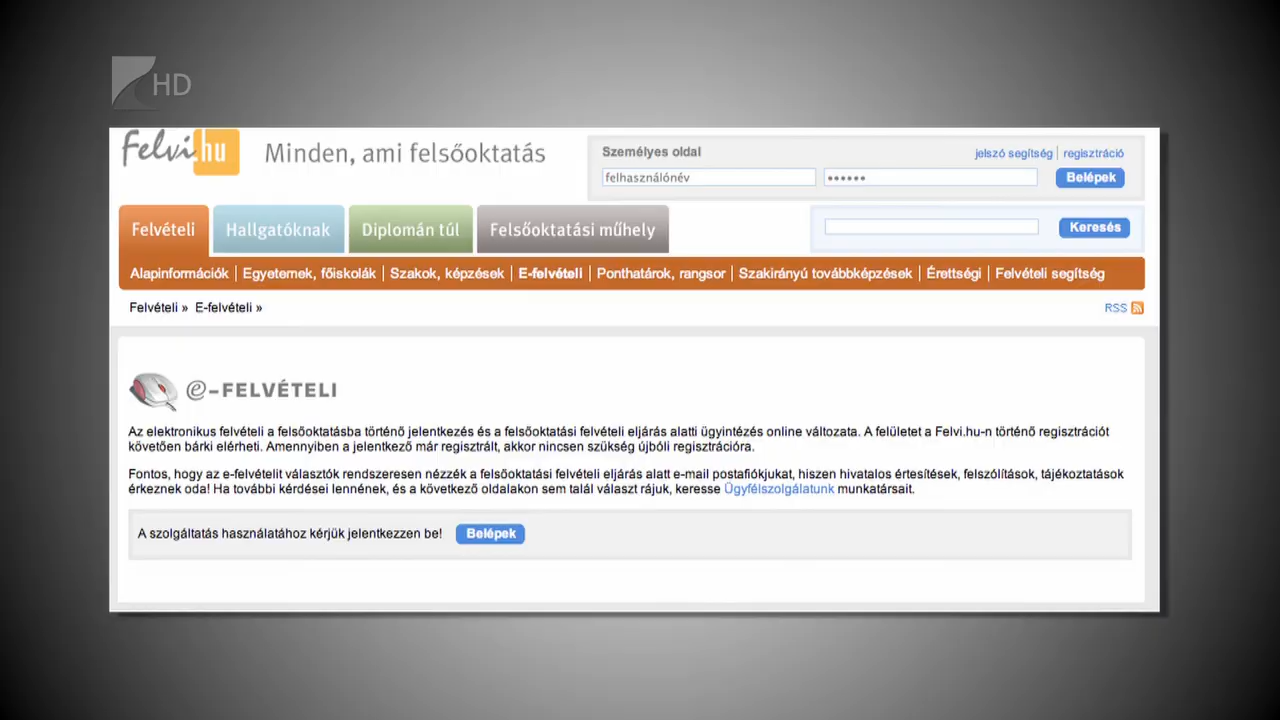 HD
Felvi.hu
Minden, ami felsőoktatás
Személyes oldal
jelszó segítség | regisztráció
felhasználónév
••••••
Belépek
Felvételi
Hallgatóknak
Diplomán túl
Felsőoktatási műhely
Keresés
Alapinformációk | Egyetemek, főiskolák | Szakok, képzések | E-felvételi | Ponthatárok, rangsor | Szakirányú továbbképzések | Érettségi | Felvételi segítség
Felvételi » E-felvételi »
RSS
e-FELVÉTELI
Az elektronikus felvételi a felsőoktatásba történő jelentkezés és a felsőoktatási felvételi eljárás alatti ügyintézés online változata. A felületet a Felvi.hu-n történő regisztrációt
követően bárki elérheti. Amennyiben a jelentkező már regisztrált, akkor nincsen szükség újbóli regisztrációra.
Fontos, hogy az e-felvételit választók rendszeresen nézzék a felsőoktatási felvételi eljárás alatt e-mail postafiókjukat, hiszen hivatalos értesítések, felszólítások, tájékoztatások
érkeznek oda! Ha további kérdései lennének, és a következő oldalakon sem talál választ rájuk, keresse Ügyfélszolgálatunk munkatársait.
A szolgáltatás használatához kérjük jelentkezzen be!
Belépek